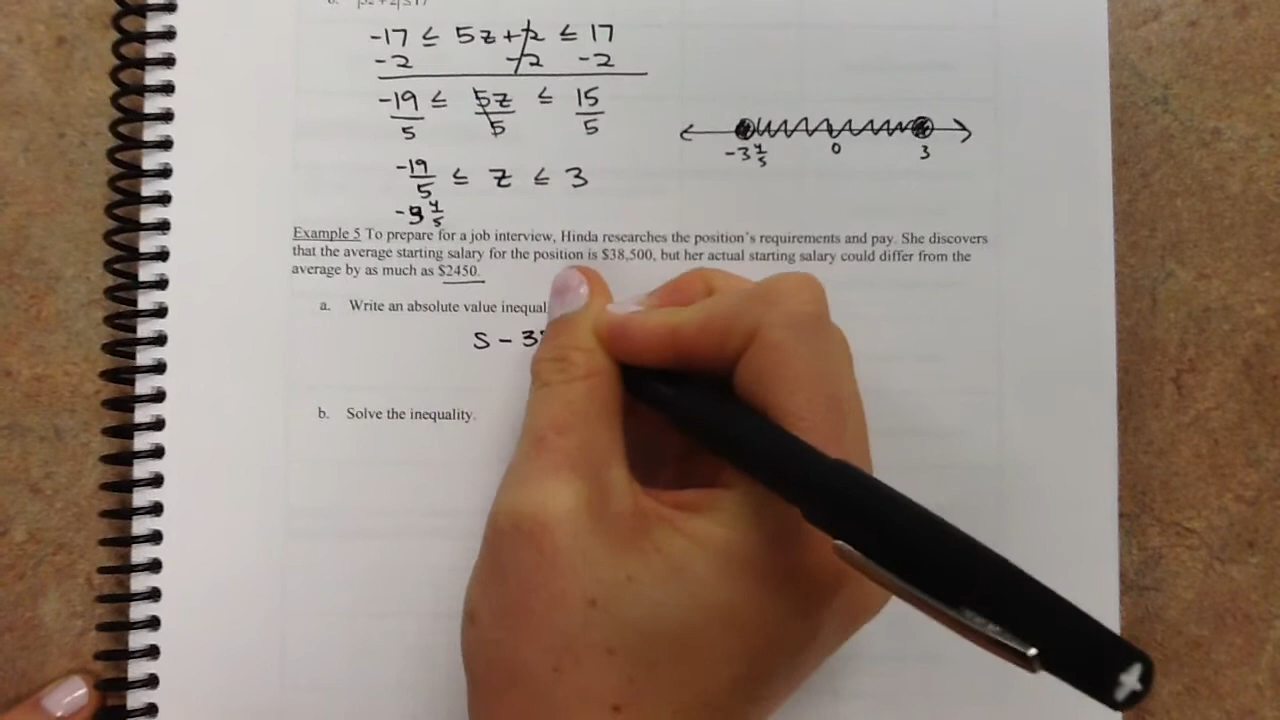 -17 ≤ 5z + 2 ≤ 17
-2 -2 -2
-19/5 ≤ 5z/5 ≤ 15/5
-19/5 ≤ z ≤ 3
-3 4/5
-3 4/5 0 3
Example 5 To prepare for a job interview, Hinda researches the position's requirements and pay. She discovers
that the average starting salary for the position is $38,500, but her actual starting salary could differ from the
average by as much as $2450.
a. Write an absolute value
S - 3
b. Solve the inequality.